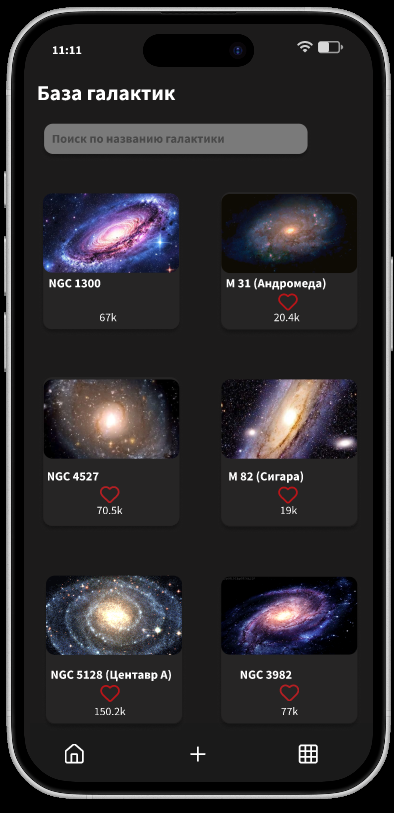 11:11
База галактик
Поиск по названию галактики
NGC 1300
67k
М 31 (Андромеда)
20.4k
NGC 4527
70.5k
М 82 (Сигара)
19k
NGC 5128 (Центавр А)
150.2k
NGC 3982
77k